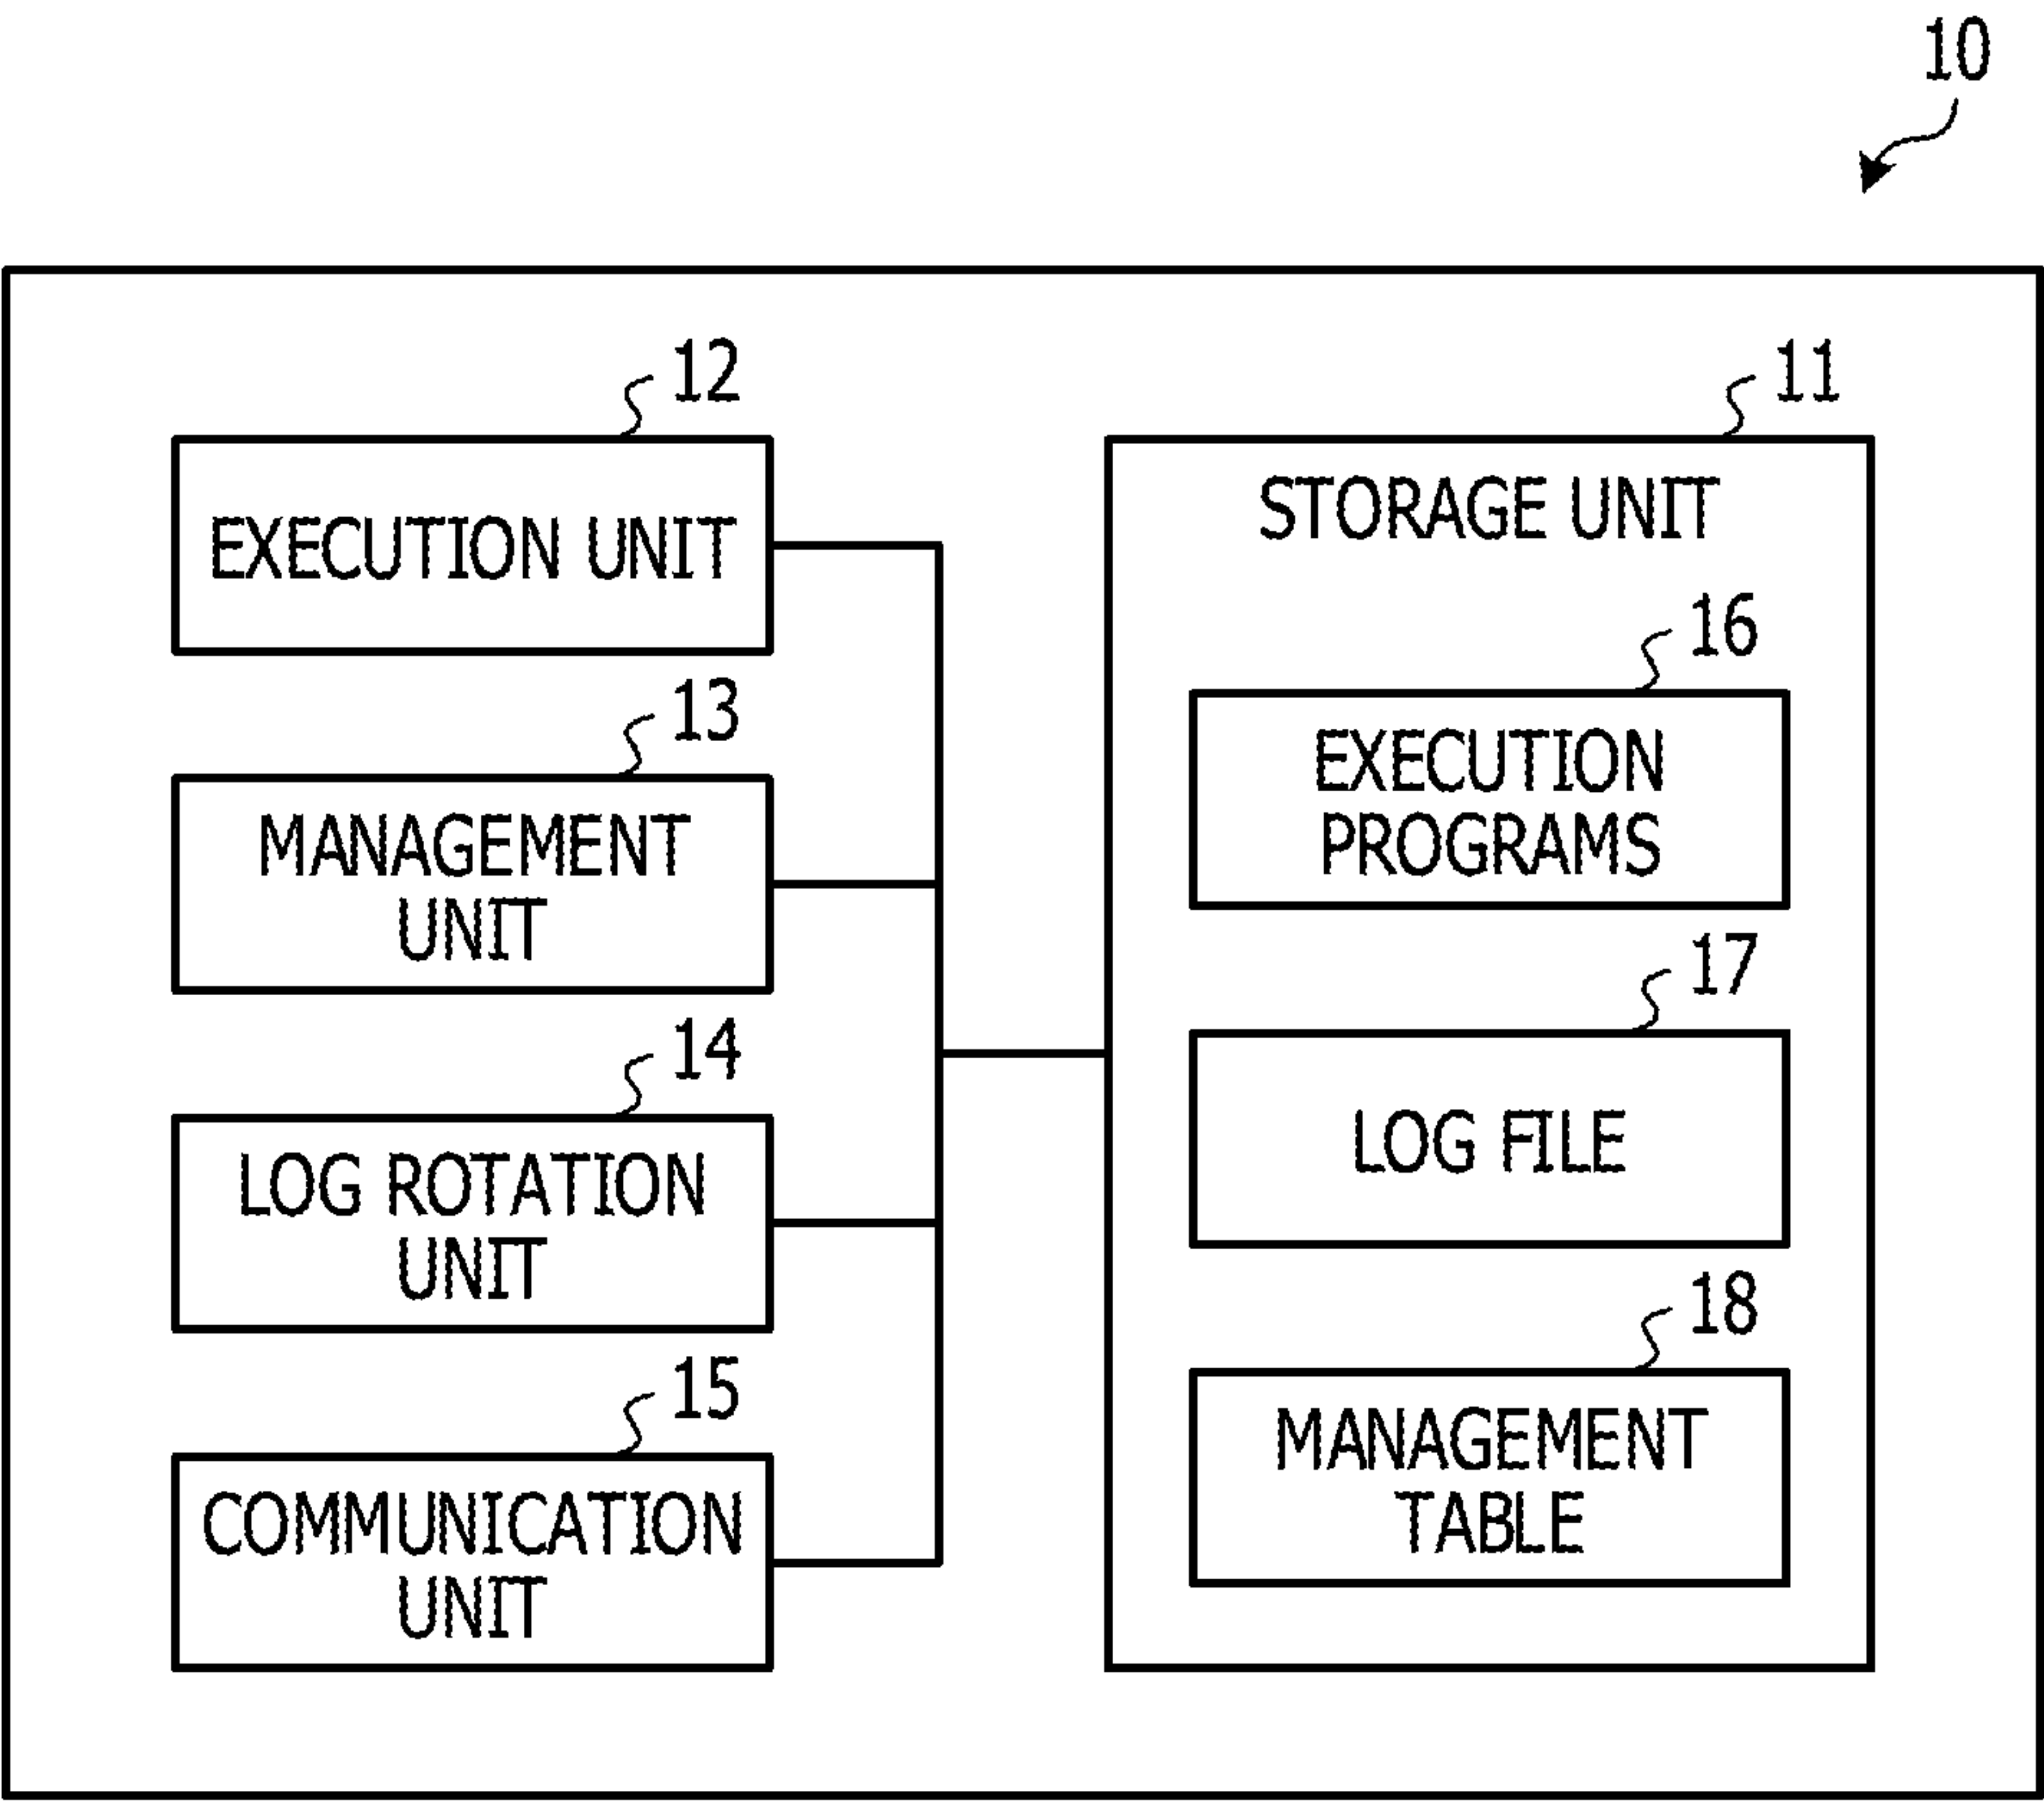 10
12
EXECUTION UNIT
13
MANAGEMENT
UNIT
14
LOG ROTATION
UNIT
15
COMMUNICATION
UNIT
11
STORAGE UNIT
16
EXECUTION
PROGRAMS
17
LOG FILE
18
MANAGEMENT
TABLE